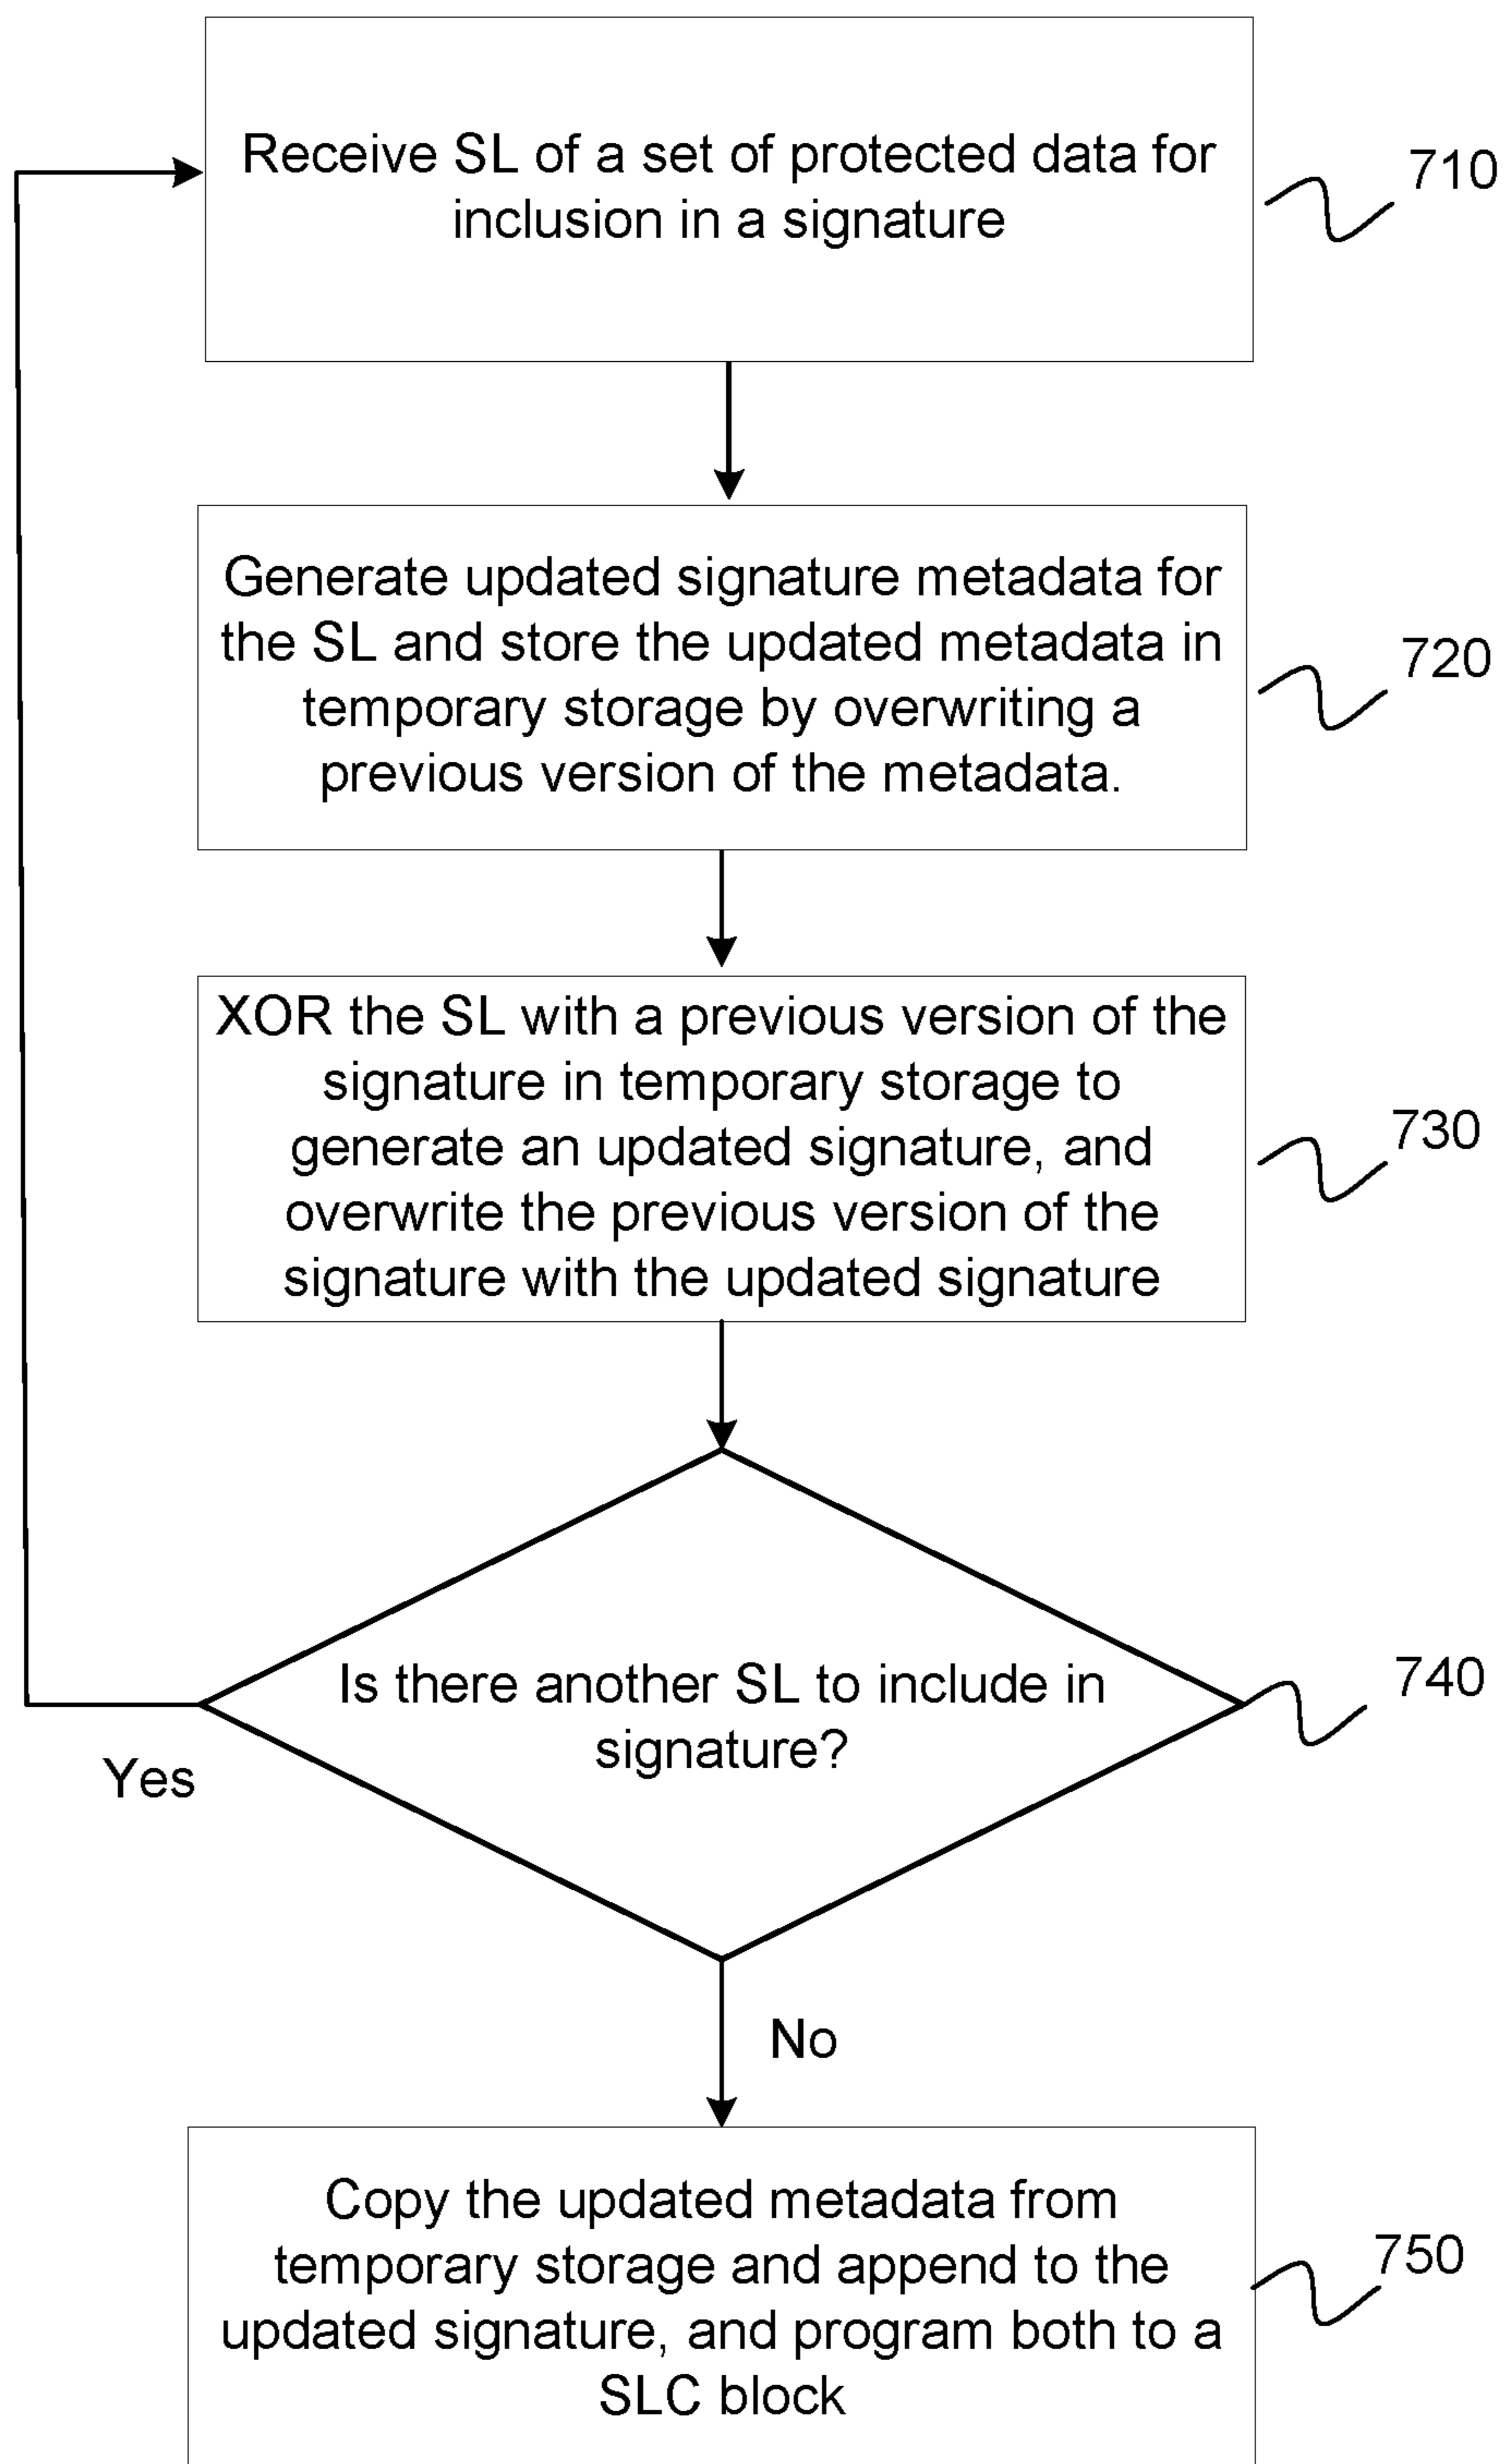 Receive SL of a set of protected data for
inclusion in a signature
710
Generate updated signature metadata for
the SL and store the updated metadata in
temporary storage by overwriting a
previous version of the metadata.
720
XOR the SL with a previous version of the
signature in temporary storage to
generate an updated signature, and
overwrite the previous version of the
signature with the updated signature
730
Is there another SL to include in
signature?
740
Yes
No
Copy the updated metadata from
temporary storage and append to the
updated signature, and program both to a
SLC block
750